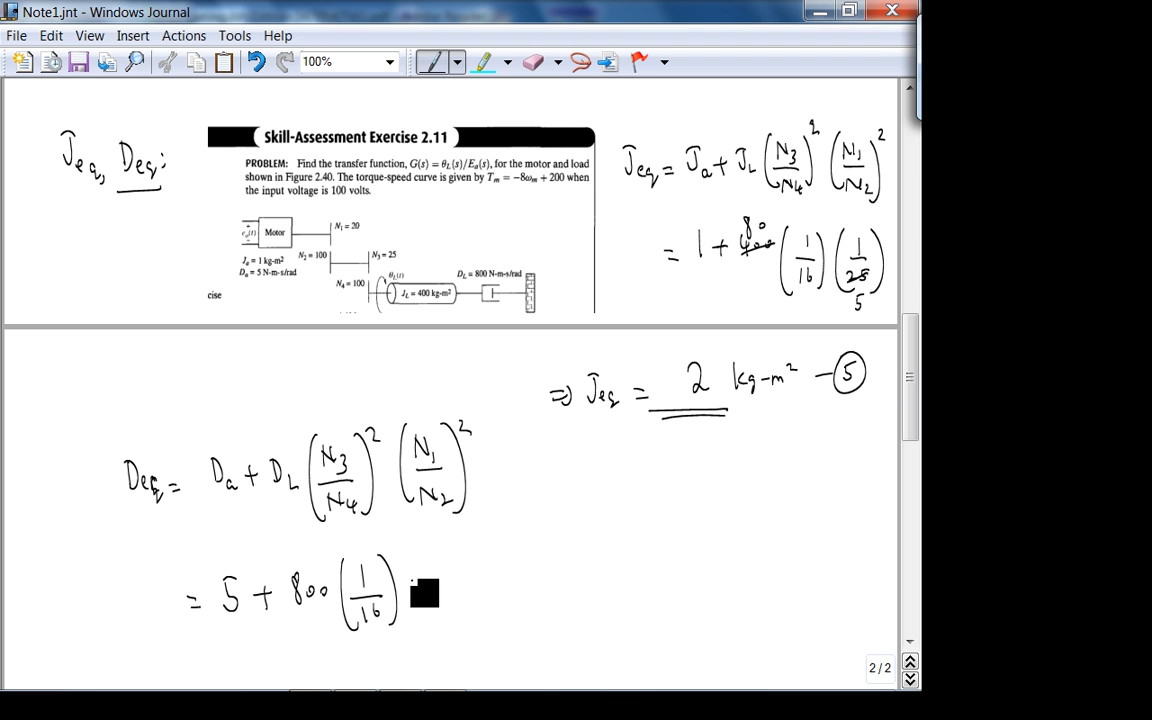 Note1.jnt - Windows Journal
File Edit View Insert Actions Tools Help
100%
Jeq, Deq:
Skill-Assessment Exercise 2.11
PROBLEM: Find the transfer function, G(s) = θL(s)/Ea(s), for the motor and load
shown in Figure 2.40. The torque-speed curve is given by Tm = −8ωm + 200 when
the input voltage is 100 volts.
+
ea(t)
Motor
N1 = 20
Ja = 1 kg-m²
Da = 5 N-m-s/rad
N2 = 100
N3 = 25
N4 = 100
θL(t)
DL = 800 N-m-s/rad
JL = 400 kg-m²
cise
Jeq = Ja + JL (N3/N4)² (N1/N2)²
= 1 + 400 80 (1/16) (1/25 5)
⇒ Jeq = 2 kg-m² – 5
Deq = Da + DL (N3/N4)² (N1/N2)²
= 5 + 800 (1/16)
2 / 2